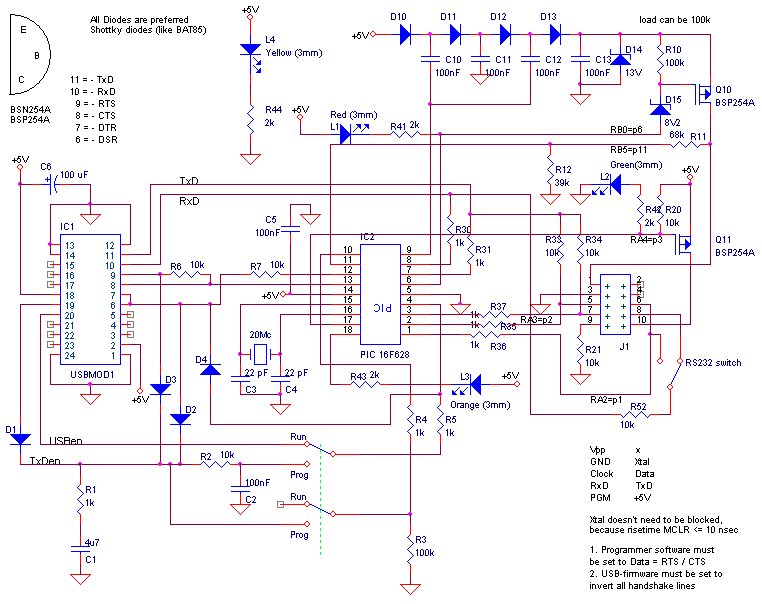 E
B
C
BSN254A
BSP254A
All Diodes are preferred
Shottky diodes (like BAT85)
11 = - TxD
10 = - RxD
9 = - RTS
8 = - CTS
7 = - DTR
6 = - DSR
+5V
L4
Yellow (3mm)
R44
2k
+5V
D10
D11
D12
D13
C10
100nF
C11
100nF
C12
100nF
C13
100nF
D14
13V
load can be 100k
R10
100k
Q10
BSP254A
D15
8V2
+5V
Red (3mm)
L1
R41 2k
RB0=p6
68k
R11
RB5=p11
Green(3mm)
L2
R12
39k
+5V
R42
2k
R20
10k
RA4=p3
Q11
BSP254A
+5V
C6
100 uF
TxD
RxD
IC1
13
14
15
16
17
18
19
20
21
22
23
24
12
11
10
9
8
7
6
5
4
3
2
1
USBMOD1
+5V
R6
10k
R7
10k
C5
100nF
+5V
IC2
10
11
12
13
14
15
16
17
18
9
8
7
6
5
4
3
2
1
PIC
PIC 16F628
R30
1k
R31
1k
R33
10k
R34
10k
1k
R37
1k
R35
1k
R36
RA3=p2
1
3
5
7
9
2
4
6
8
10
J1
R21
10k
RS232 switch
RA2=p1
R52
10k
20Mc
22 pF
C3
22 pF
C4
D4
D3
D2
D1
R43 2k
L3
+5V
Orange (3mm)
R4
1k
R5
1k
USBen
TxDen
R1
1k
4u7
C1
R2
10k
100nF
C2
Run
Prog
Run
Prog
R3
100k
Vpp x
GND Xtal
Clock Data
RxD TxD
PGM +5V
Xtal doesn't need to be blocked,
because risetime MCLR <= 10 nsec
1. Programmer software must
be set to Data = RTS / CTS
2. USB-firmware must be set to
invert all handshake lines